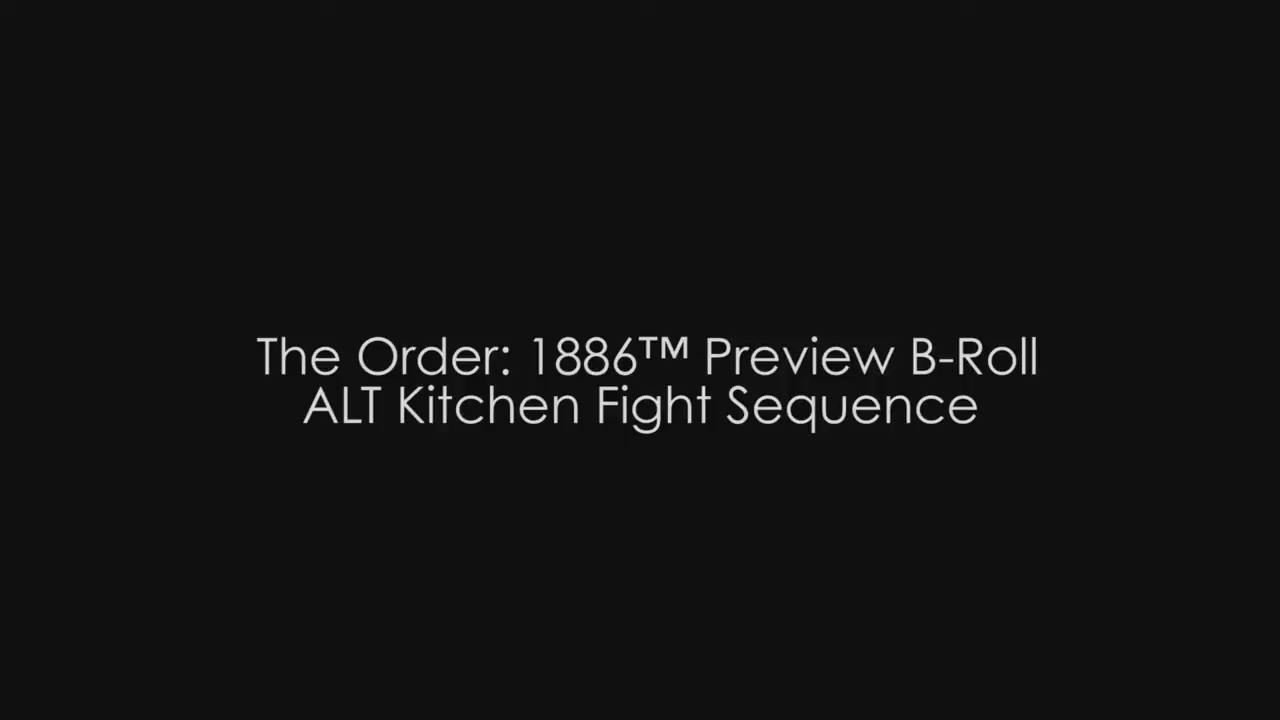 The Order: 1886™ Preview B-Roll
ALT Kitchen Fight Sequence